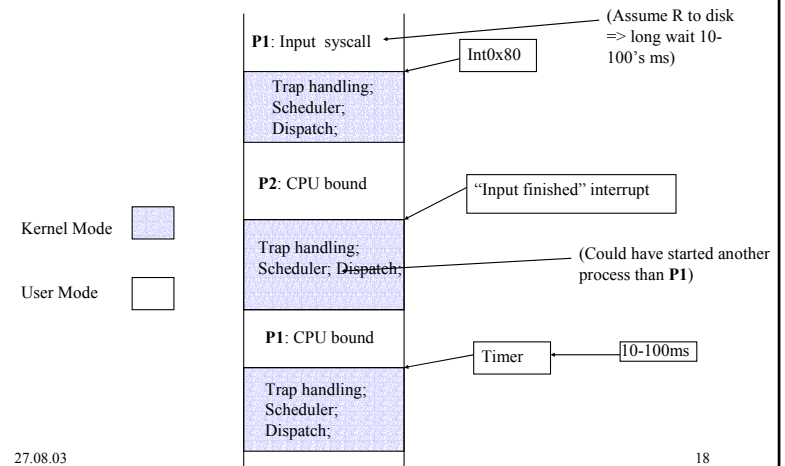 P1: Input syscall
(Assume R to disk
=> long wait 10-
100's ms)
Int0x80
Trap handling;
Scheduler;
Dispatch;
P2: CPU bound
"Input finished" interrupt
Kernel Mode
Trap handling;
Scheduler; Dispatch;
(Could have started another
process than P1)
User Mode
P1: CPU bound
Timer
10-100ms
Trap handling;
Scheduler;
Dispatch;
27.08.03
18